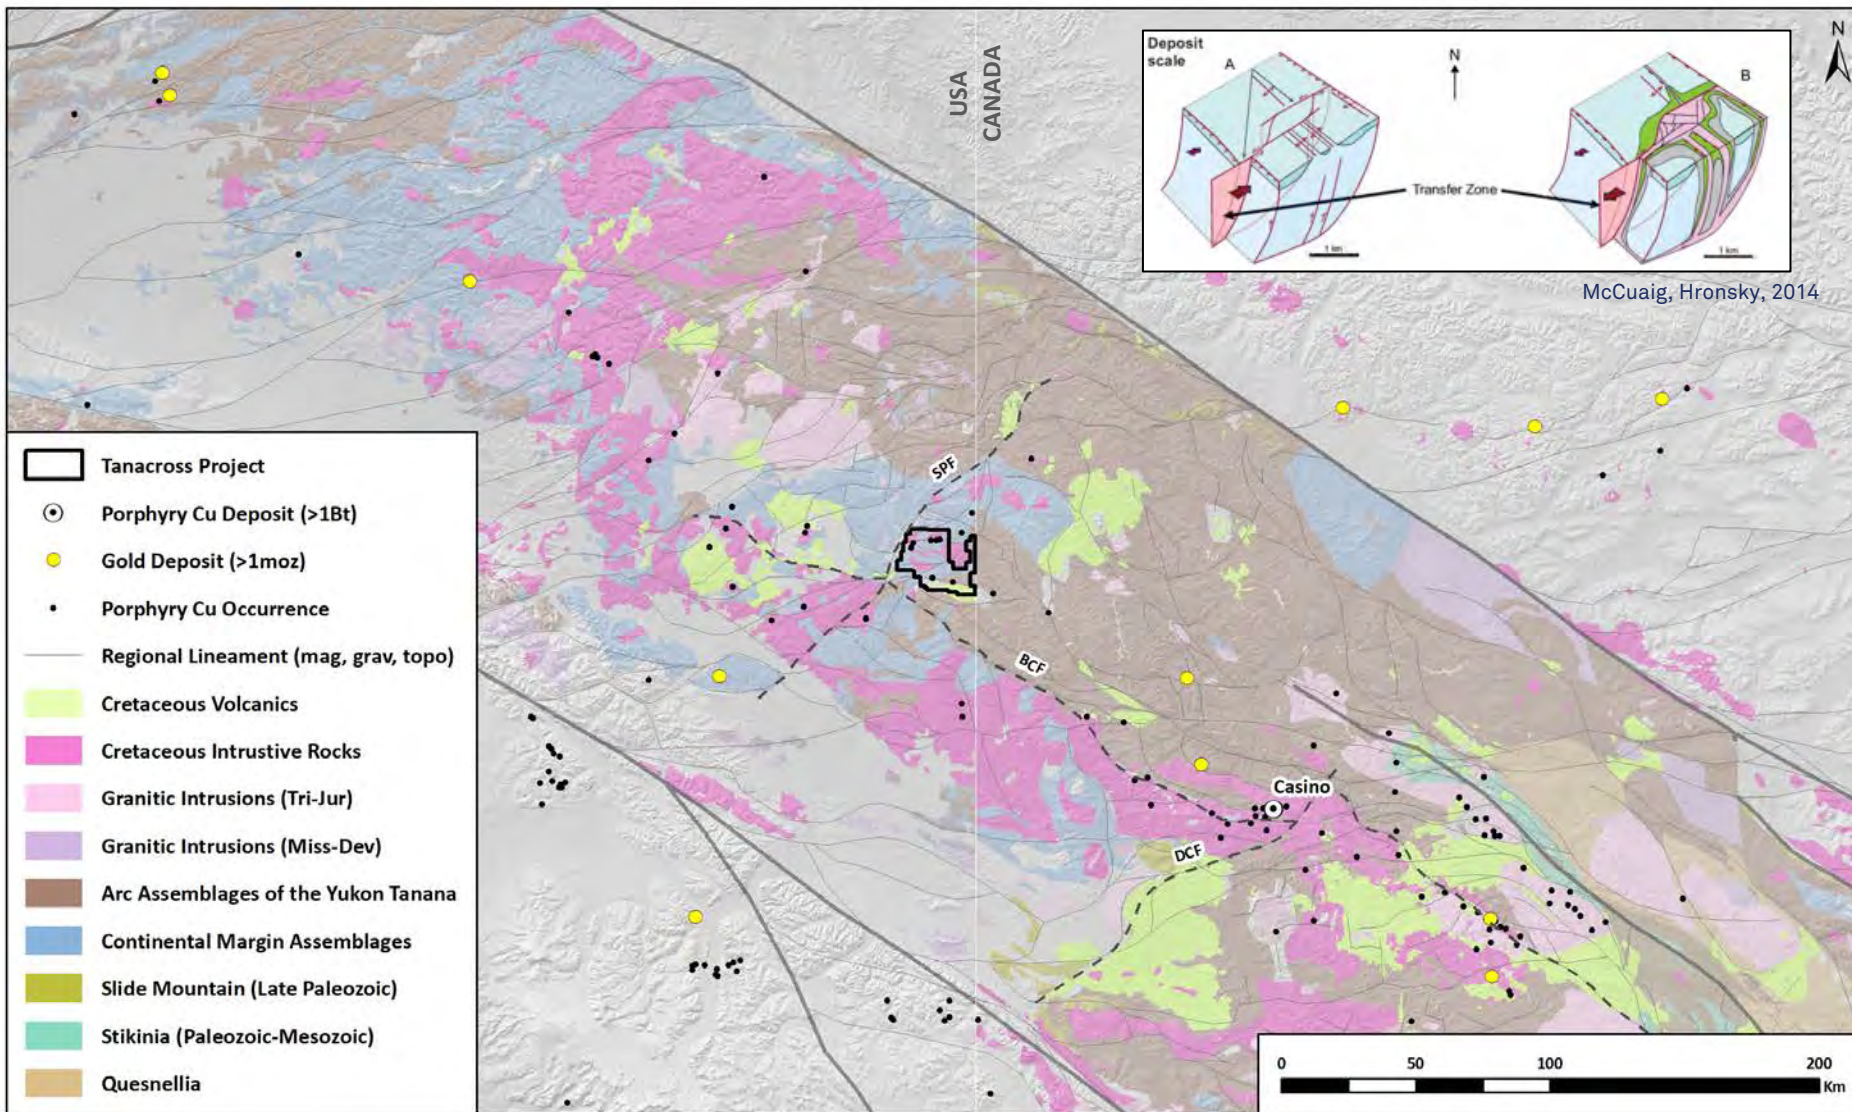 USA
CANADA
N
Deposit
scale
A
N
B
Transfer Zone
1 km
1 km
McCuaig, Hronsky, 2014
SPF
BCF
Casino
DCF
Tanacross Project
Porphyry Cu Deposit (>1Bt)
Gold Deposit (>1moz)
Porphyry Cu Occurrence
Regional Lineament (mag, grav, topo)
Cretaceous Volcanics
Cretaceous Intrustive Rocks
Granitic Intrusions (Tri-Jur)
Granitic Intrusions (Miss-Dev)
Arc Assemblages of the Yukon Tanana
Continental Margin Assemblages
Slide Mountain (Late Paleozoic)
Stikinia (Paleozoic-Mesozoic)
Quesnellia
0 50 100 200
Km